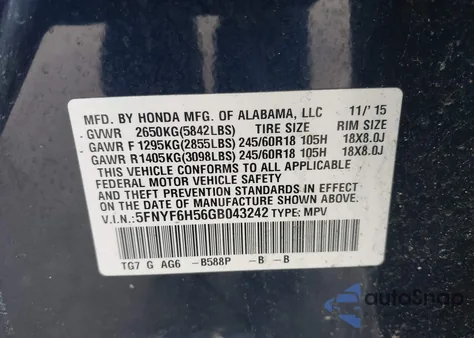 MFD. BY HONDA MFG. OF ALABAMA, LLC 11/'15
GVWR 2650KG(5842LBS) TIRE SIZE RIM SIZE
GAWR F 1295KG(2855LBS) 245/60R18 105H 18X8.0J
GAWR R1405KG(3098LBS) 245/60R18 105H 18X8.0J
THIS VEHICLE CONFORMS TO ALL APPLICABLE
FEDERAL MOTOR VEHICLE SAFETY AND THEFT
PREVENTION STANDARDS IN EFFECT ON THE
DATE OF MANUFACTURE SHOWN ABOVE.
V.I.N.: 5FNYF6H56GB043242 TYPE: MPV
TG7 G AG6 -B588P -B -B
AutoSnap